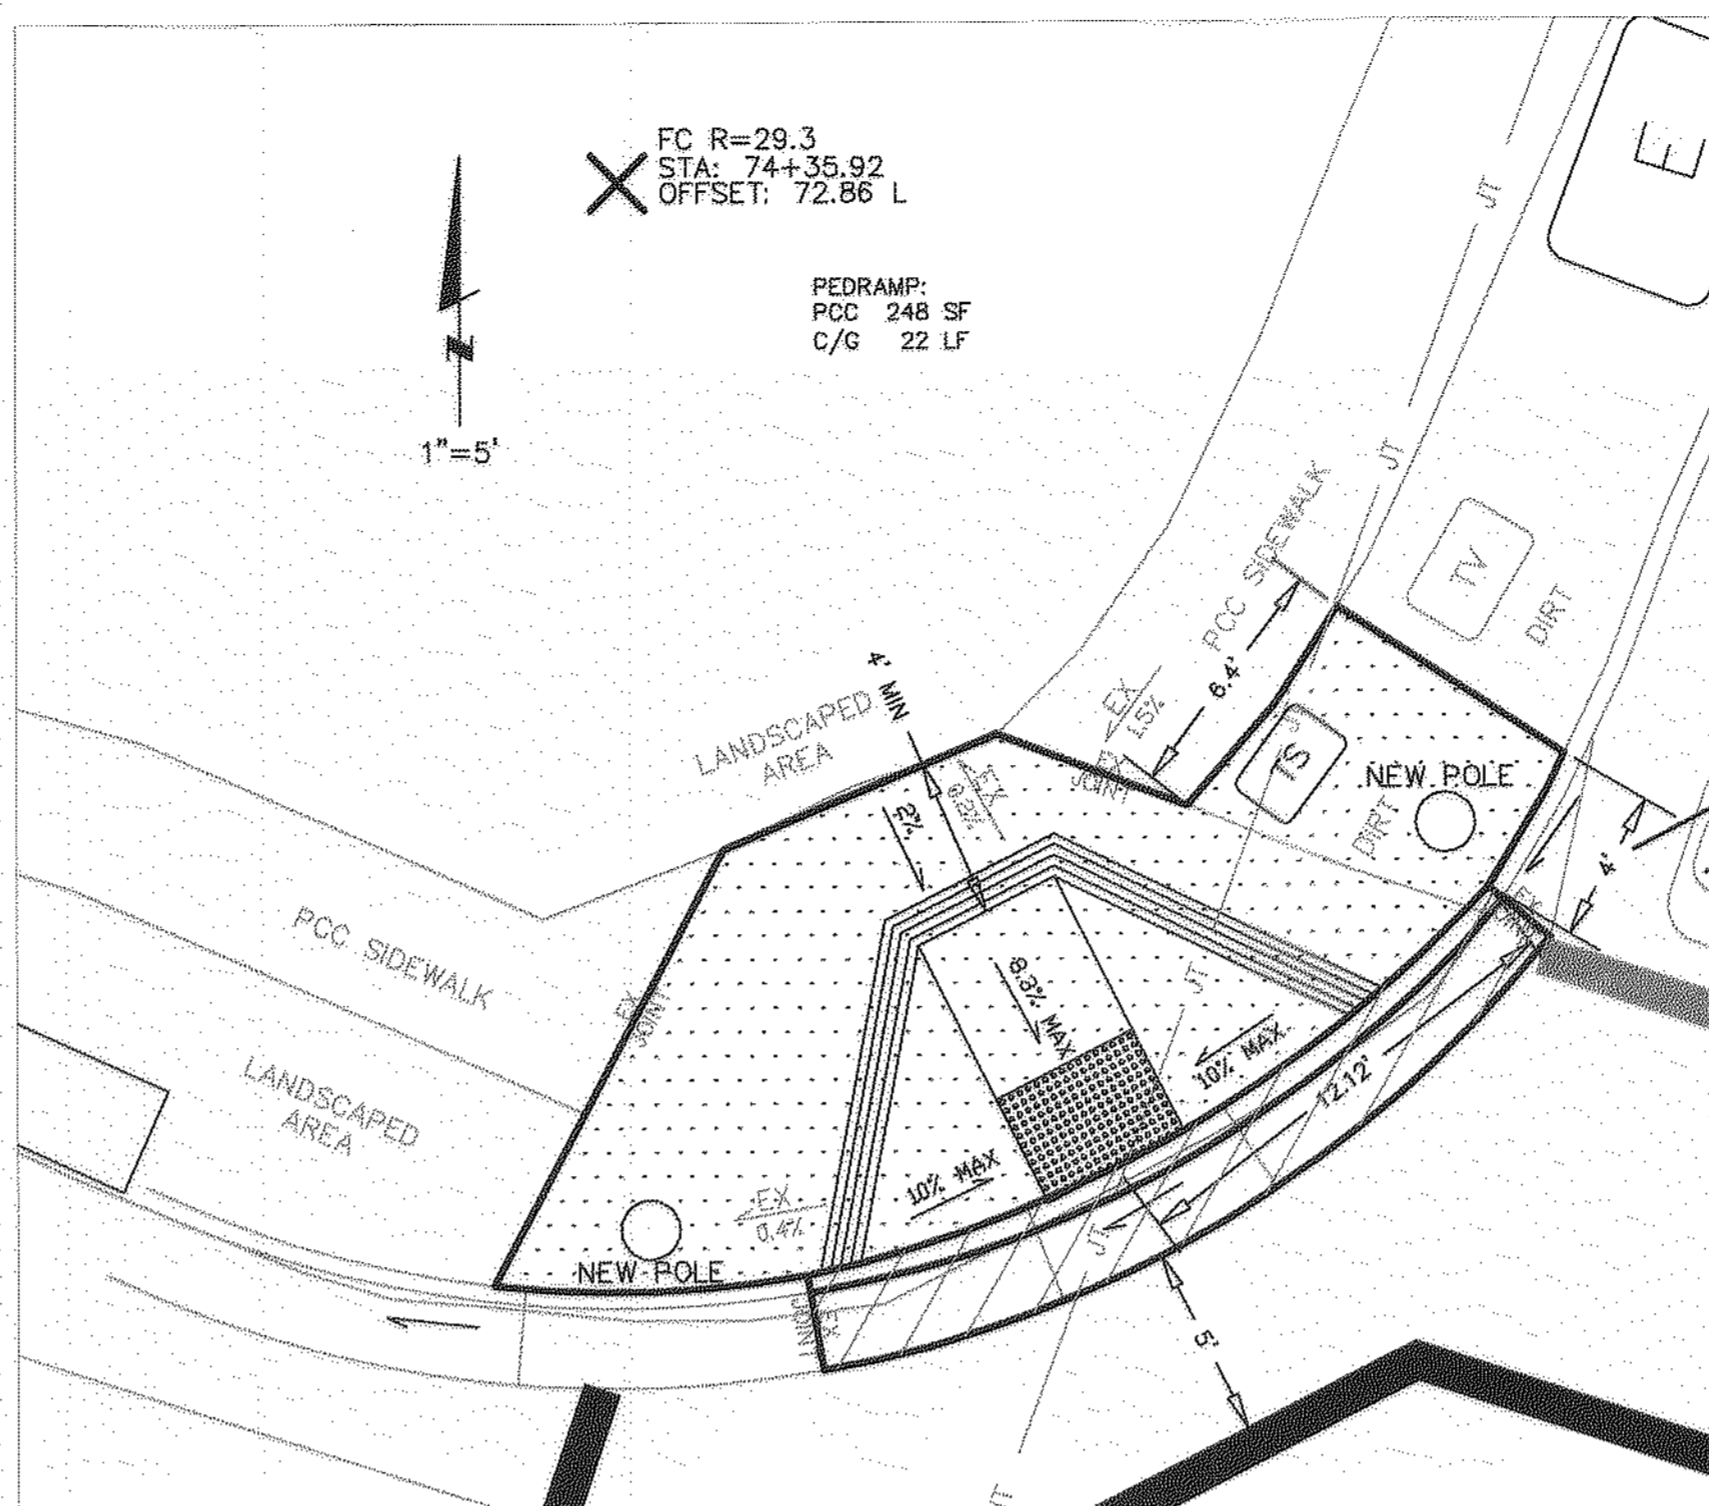 FC R=29.3
STA: 74+35.92
OFFSET: 72.86 L
E
JT
PEDRAMP:
PCC 248 SF
C/G 22 LF
N
1"=5'
JT
PCC SIDEWALK
TV
DIRT
4' MIN
6.4'
EX
1.5%
LANDSCAPED
AREA
TS
NEW POLE
EX
JOINT
2%
EX
DIRT
4'
PCC SIDEWALK
8.3% MAX
JT
EX
JOINT
10% MAX
12.12'
LANDSCAPED
AREA
10% MAX
EX
0.4%
JT
NEW POLE
EX
JOINT
5'
JT